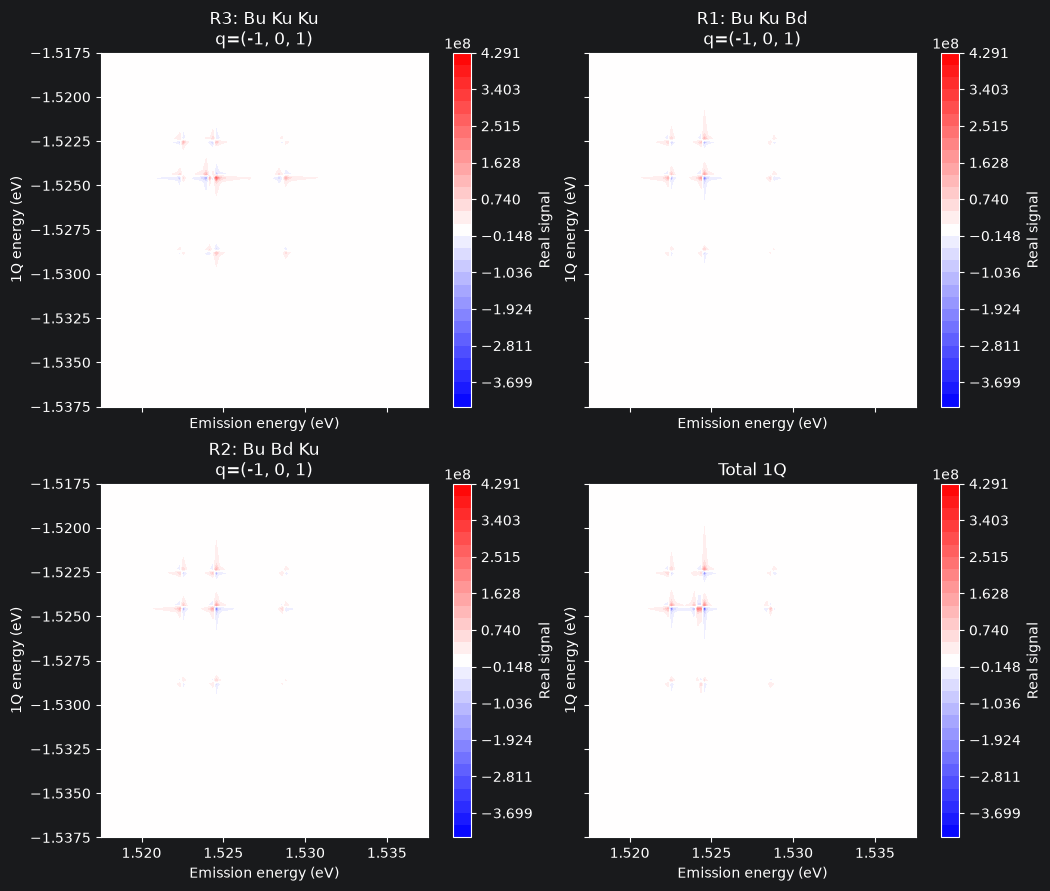 R3: Bu Ku Ku
q=(-1, 0, 1)
1e8
−1.5175
−1.5200
−1.5225
−1.5250
−1.5275
−1.5300
−1.5325
−1.5350
−1.5375
1Q energy (eV)
Emission energy (eV)
4.291
3.403
2.515
1.628
0.740
−0.148
−1.036
−1.924
−2.811
−3.699
Real signal
R1: Bu Ku Bd
q=(-1, 0, 1)
1e8
1Q energy (eV)
Emission energy (eV)
4.291
3.403
2.515
1.628
0.740
−0.148
−1.036
−1.924
−2.811
−3.699
Real signal
R2: Bu Bd Ku
q=(-1, 0, 1)
1e8
−1.5175
−1.5200
−1.5225
−1.5250
−1.5275
−1.5300
−1.5325
−1.5350
−1.5375
1Q energy (eV)
1.520 1.525 1.530 1.535
Emission energy (eV)
4.291
3.403
2.515
1.628
0.740
−0.148
−1.036
−1.924
−2.811
−3.699
Real signal
Total 1Q
1e8
1Q energy (eV)
1.520 1.525 1.530 1.535
Emission energy (eV)
4.291
3.403
2.515
1.628
0.740
−0.148
−1.036
−1.924
−2.811
−3.699
Real signal